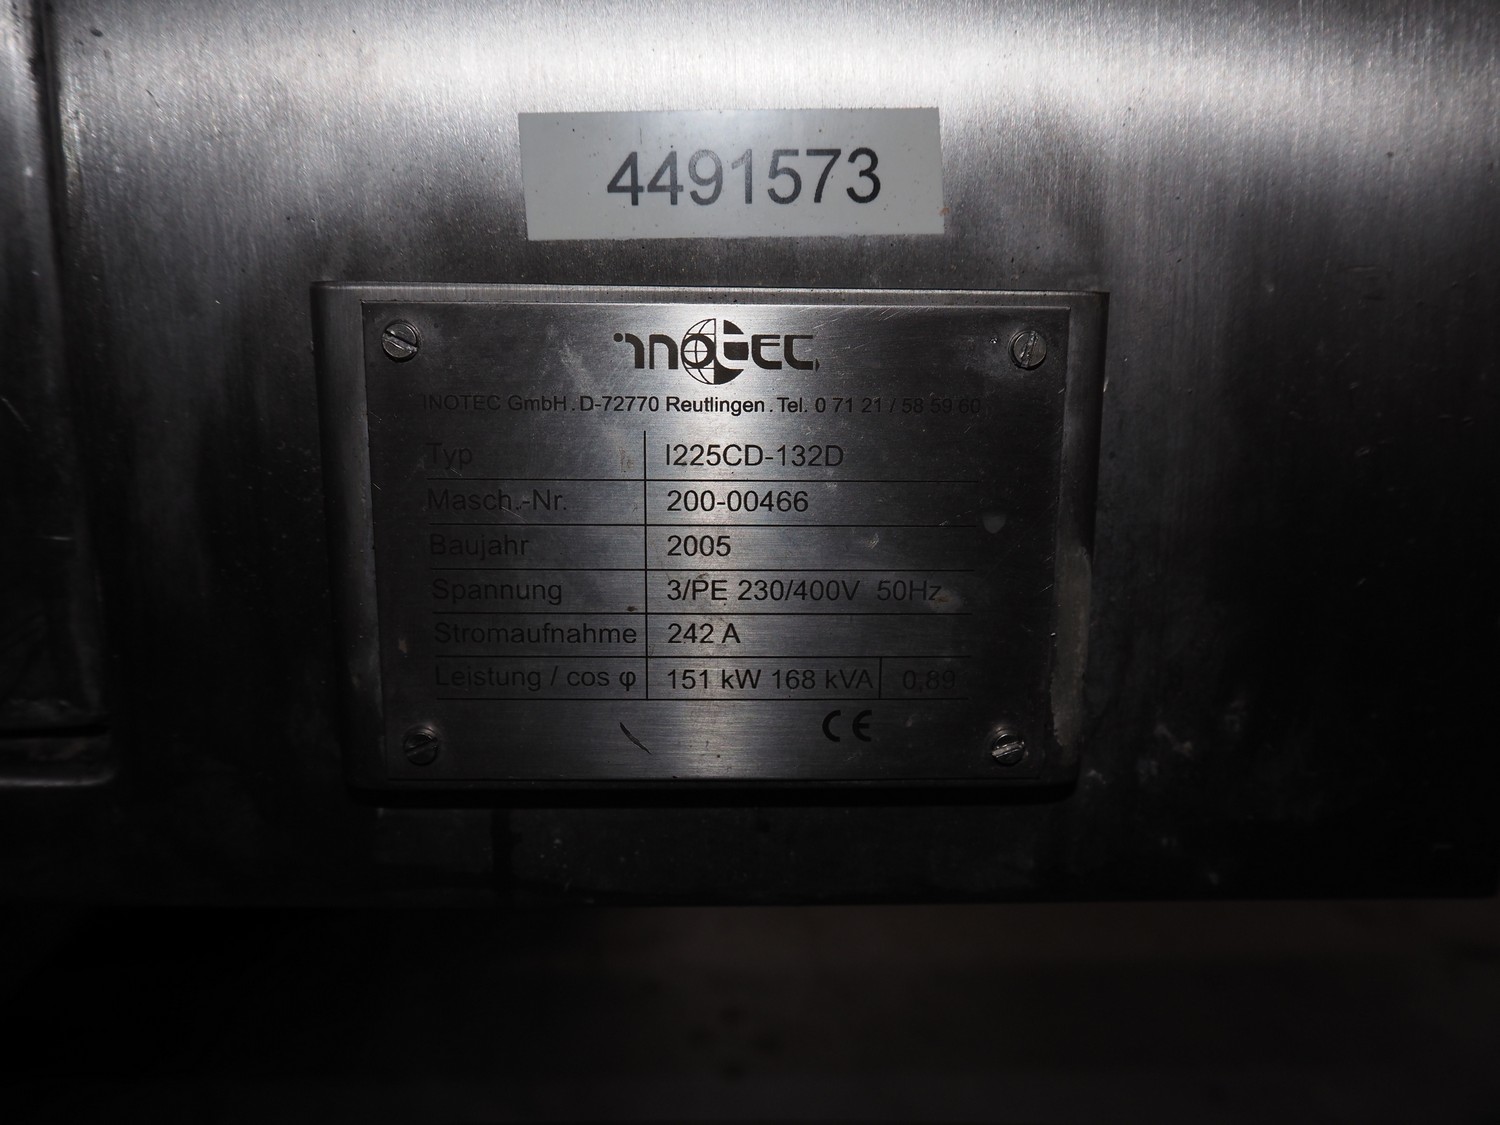 4491573
inotec
INOTEC GmbH . D-72770 Reutlingen . Tel. 0 71 21 / 58 59 60
Typ I225CD-132D
Masch.-Nr. 200-00466
Baujahr 2005
Spannung 3/PE 230/400V 50Hz
Stromaufnahme 242 A
Leistung / cos φ 151 kW 168 kVA 0,89
CE